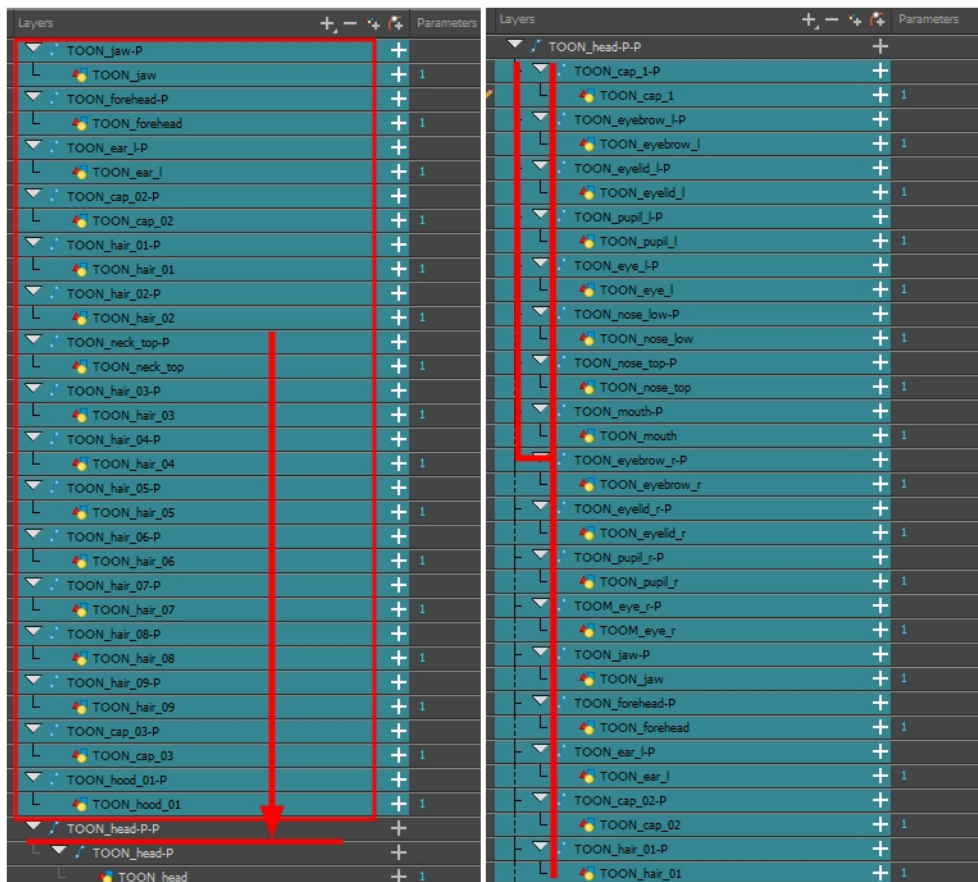 Layers Parameters
TOON_jaw-P
TOON_jaw 1
TOON_forehead-P
TOON_forehead 1
TOON_ear_l-P
TOON_ear_l 1
TOON_cap_02-P
TOON_cap_02 1
TOON_hair_01-P
TOON_hair_01 1
TOON_hair_02-P
TOON_hair_02 1
TOON_neck_top-P
TOON_neck_top 1
TOON_hair_03-P
TOON_hair_03 1
TOON_hair_04-P
TOON_hair_04 1
TOON_hair_05-P
TOON_hair_05 1
TOON_hair_06-P
TOON_hair_06 1
TOON_hair_07-P
TOON_hair_07 1
TOON_hair_08-P
TOON_hair_08 1
TOON_hair_09-P
TOON_hair_09 1
TOON_cap_03-P
TOON_cap_03 1
TOON_hood_01-P
TOON_hood_01 1
TOON_head-P-P
TOON_head-P
TOON_head 1
Layers Parameters
TOON_head-P-P
TOON_cap_1-P
TOON_cap_1 1
TOON_eyebrow_l-P
TOON_eyebrow_l 1
TOON_eyelid_l-P
TOON_eyelid_l 1
TOON_pupil_l-P
TOON_pupil_l 1
TOON_eye_l-P
TOON_eye_l 1
TOON_nose_low-P
TOON_nose_low 1
TOON_nose_top-P
TOON_nose_top 1
TOON_mouth-P
TOON_mouth 1
TOON_eyebrow_r-P
TOON_eyebrow_r 1
TOON_eyelid_r-P
TOON_eyelid_r 1
TOON_pupil_r-P
TOON_pupil_r 1
TOOM_eye_r-P
TOOM_eye_r 1
TOON_jaw-P
TOON_jaw 1
TOON_forehead-P
TOON_forehead 1
TOON_ear_l-P
TOON_ear_l 1
TOON_cap_02-P
TOON_cap_02 1
TOON_hair_01-P
TOON_hair_01 1